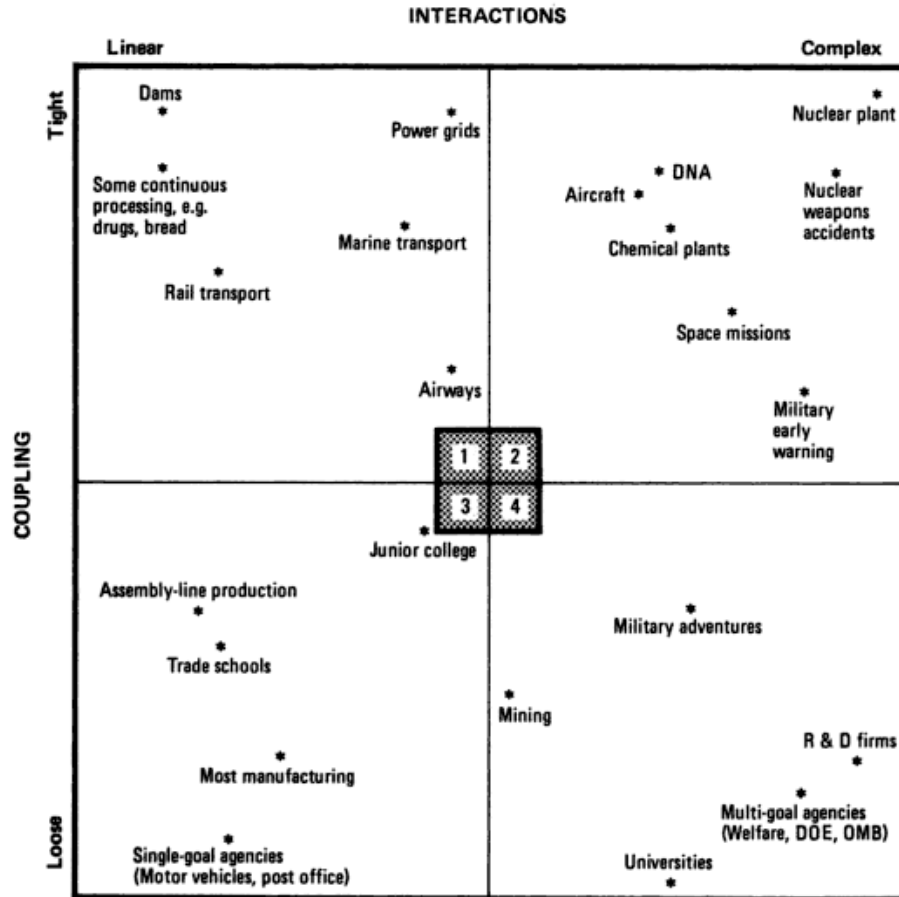 INTERACTIONS
Linear
Complex
Tight
COUPLING
Loose
Dams
Some continuous
processing, e.g.
drugs, bread
Rail transport
Power grids
Marine transport
Airways
Nuclear plant
DNA
Aircraft
Nuclear
weapons
accidents
Chemical plants
Space missions
Military
early
warning
1
2
3
4
Junior college
Assembly-line production
Trade schools
Most manufacturing
Single-goal agencies
(Motor vehicles, post office)
Military adventures
Mining
R & D firms
Multi-goal agencies
(Welfare, DOE, OMB)
Universities